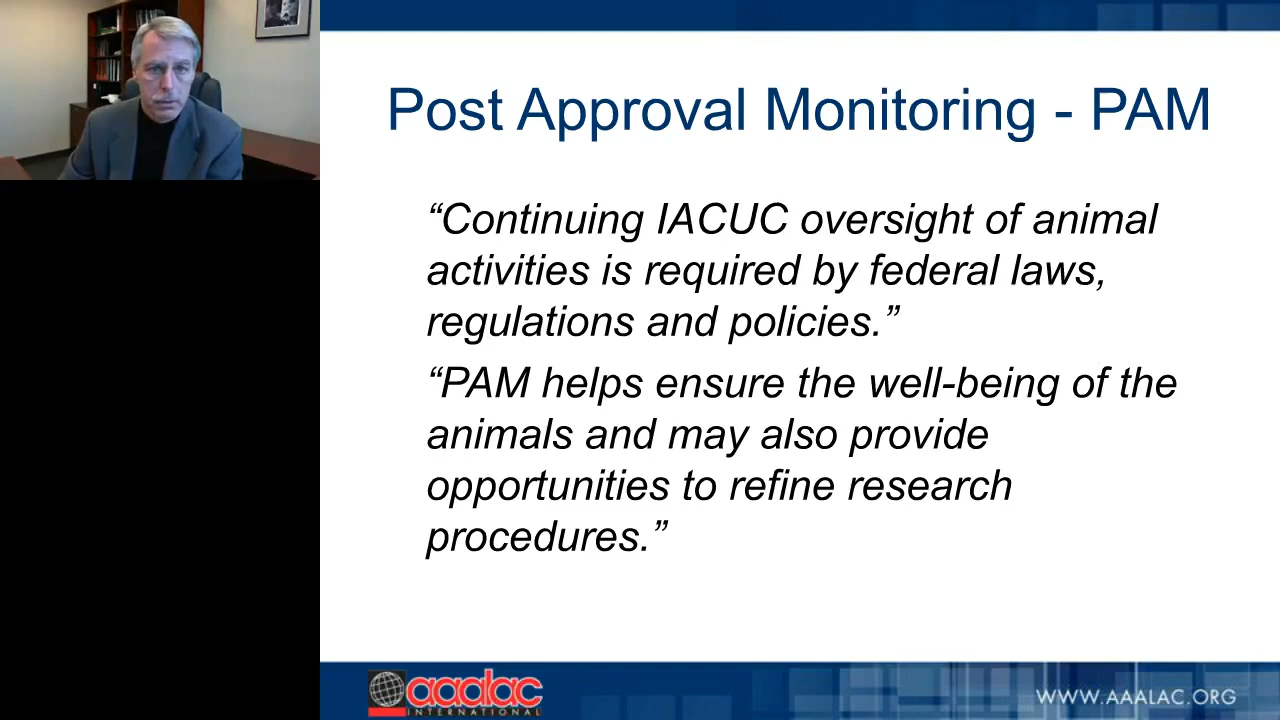 Post Approval Monitoring - PAM
“Continuing IACUC oversight of animal
activities is required by federal laws,
regulations and policies.”
“PAM helps ensure the well-being of the
animals and may also provide
opportunities to refine research
procedures.”
aaalac
INTERNATIONAL
WWW.AAALAC.ORG